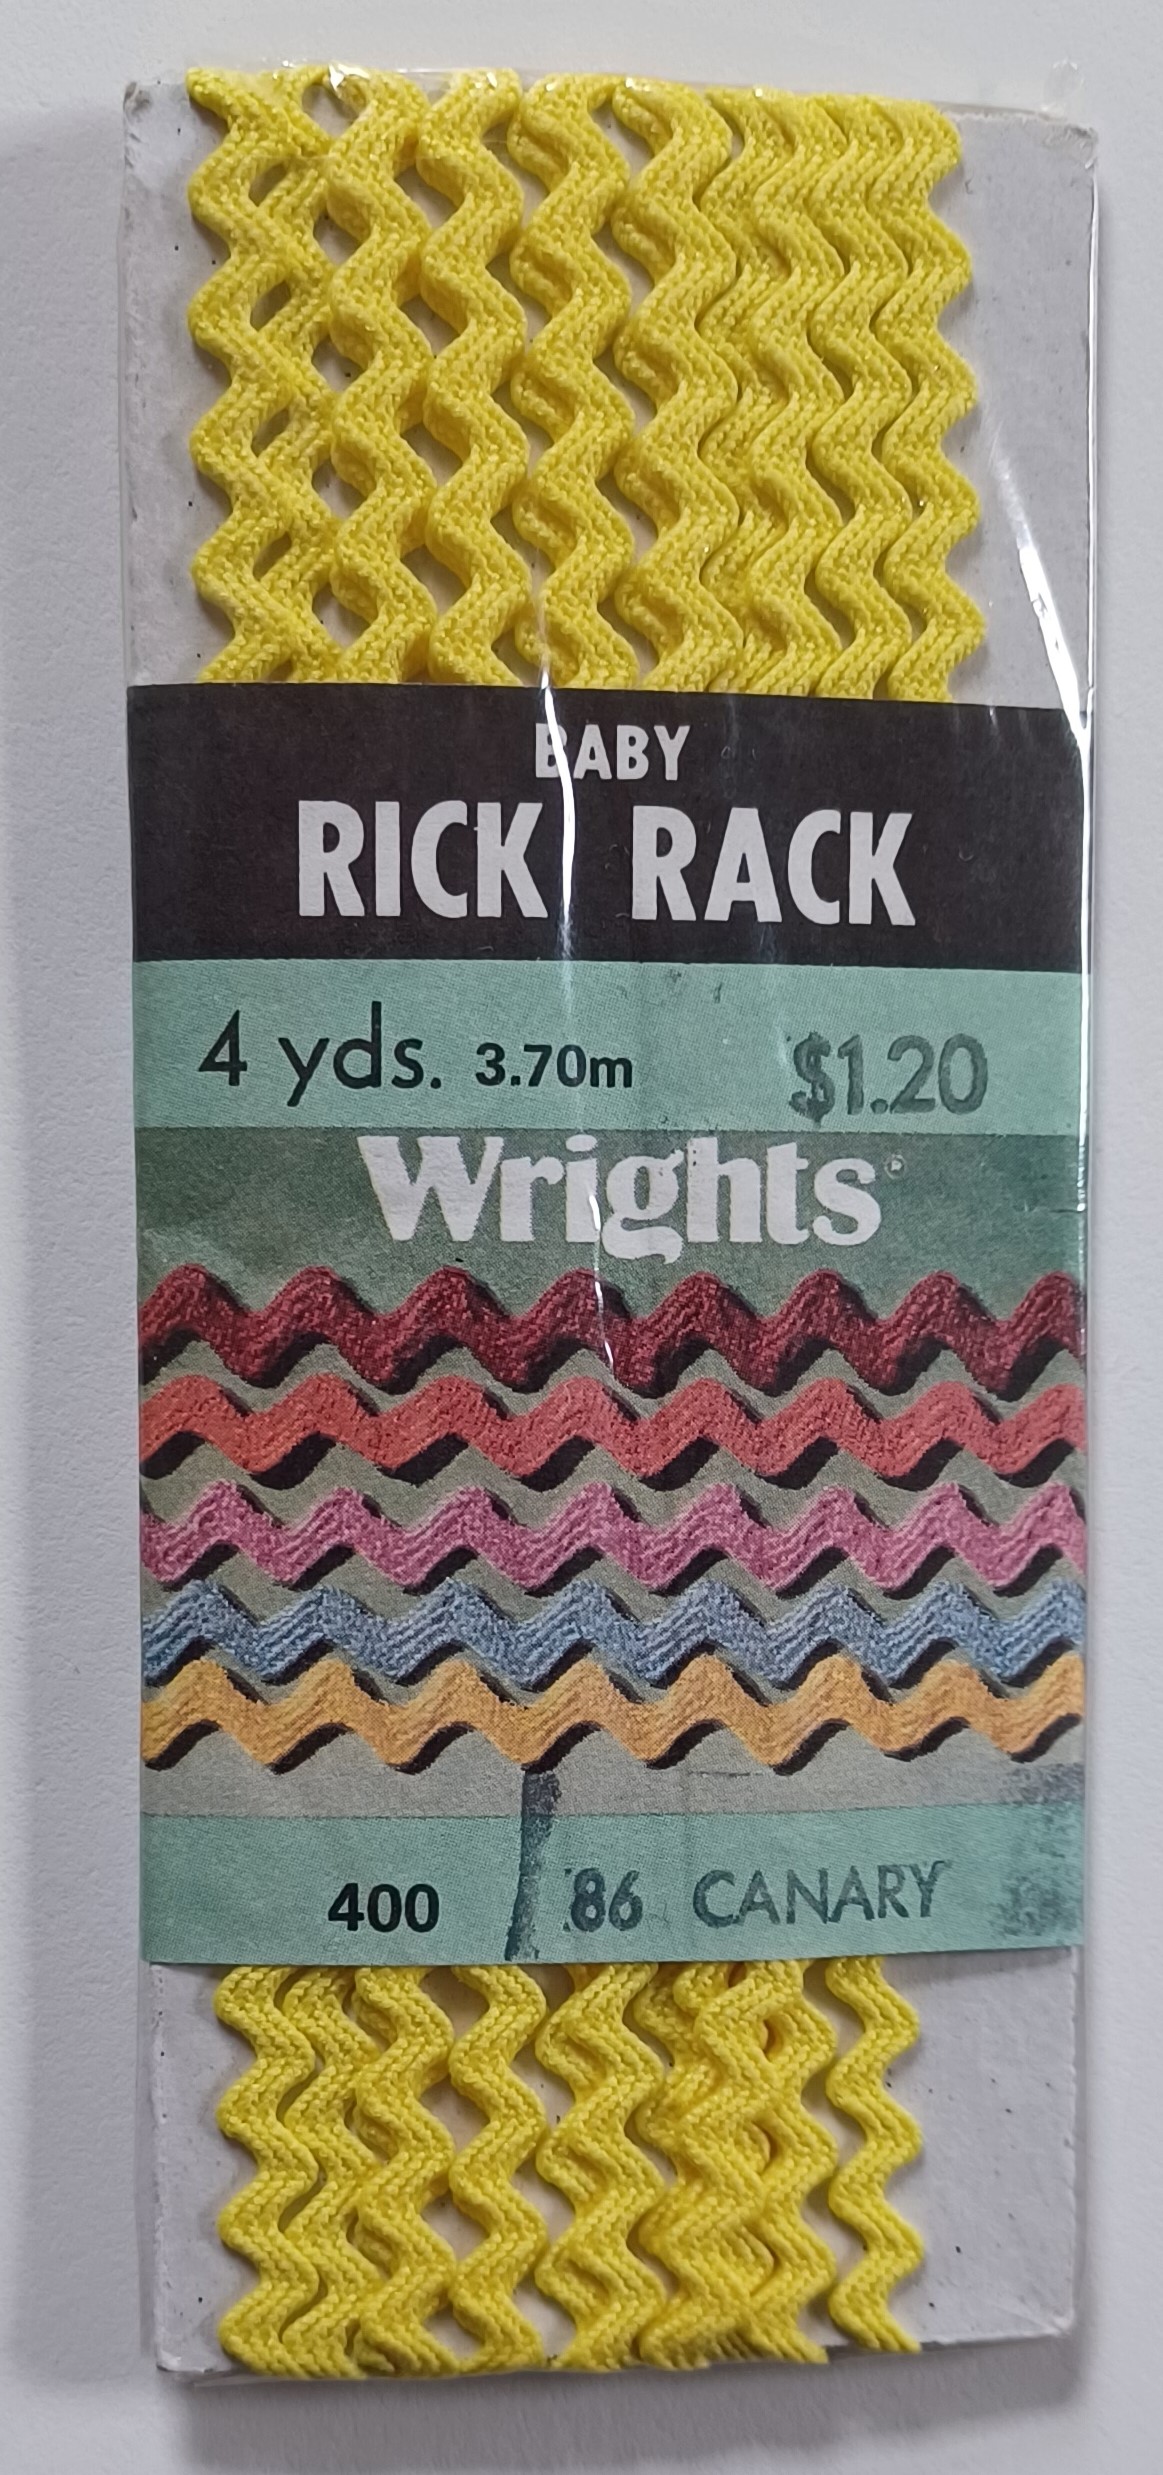 BABY
RICK RACK
4 yds. 3.70m $1.20
Wrights®
400 86 CANARY